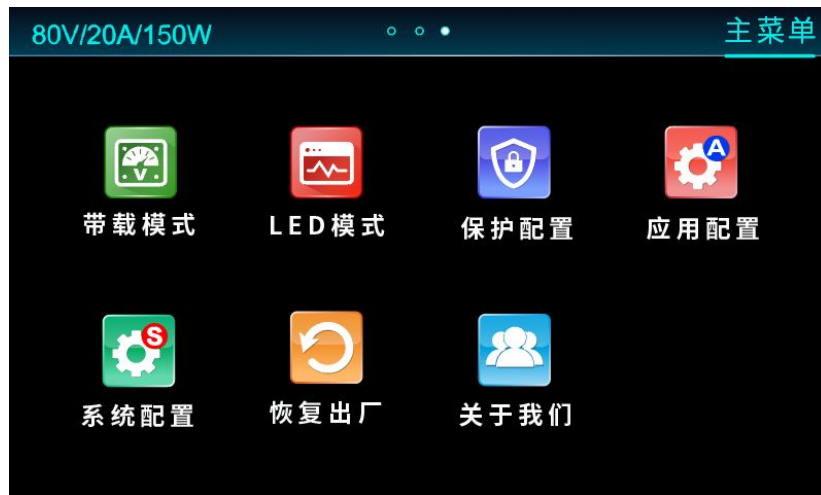 80V/20A/150W 主菜单
V
A
带载模式 LED模式 保护配置 应用配置
S
系统配置 恢复出厂 关于我们